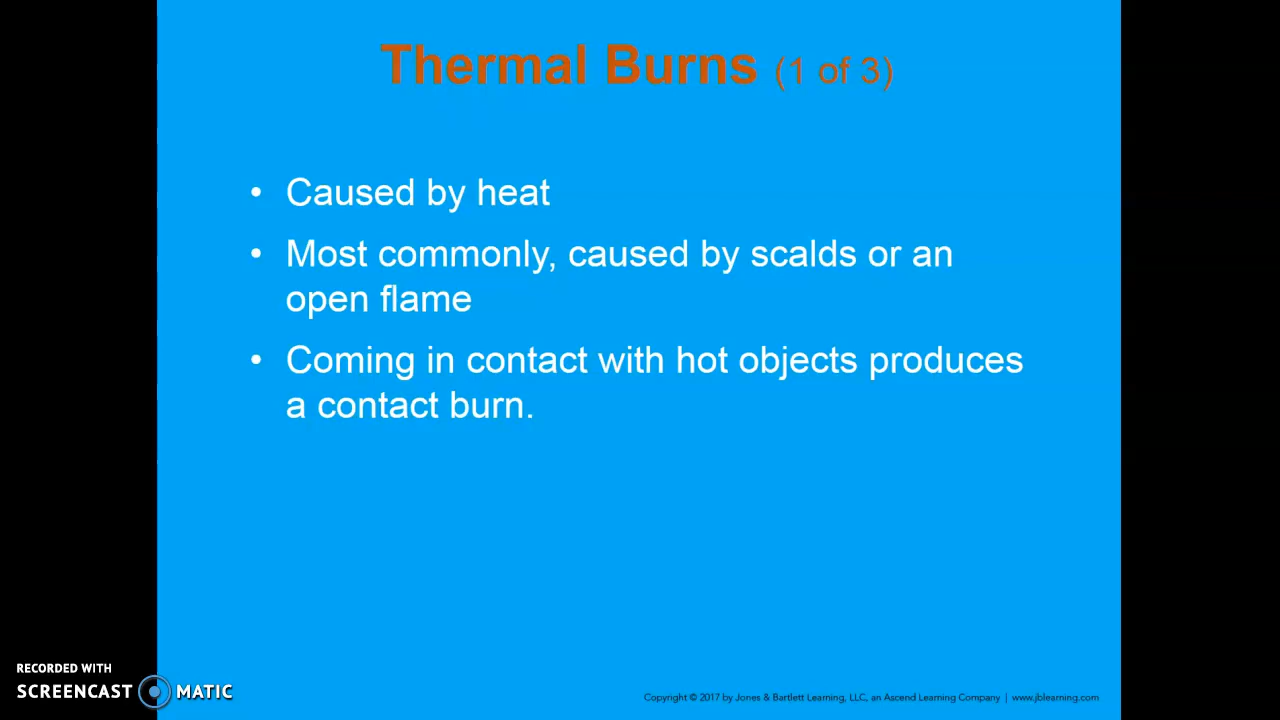 Thermal Burns (1 of 3)
• Caused by heat
• Most commonly, caused by scalds or an
open flame
• Coming in contact with hot objects produces
a contact burn.
RECORDED WITH
SCREENCAST MATIC
Copyright © 2017 by Jones & Bartlett Learning, LLC, an Ascend Learning Company | www.jblearning.com